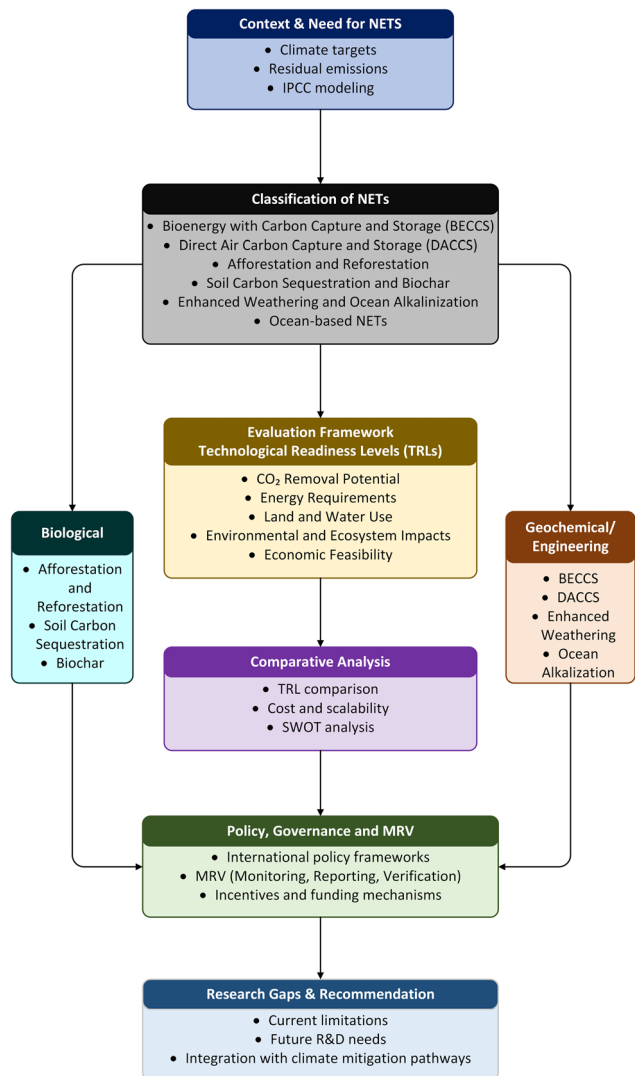 Context & Need for NETS
• Climate targets
• Residual emissions
• IPCC modeling
Classification of NETs
• Bioenergy with Carbon Capture and Storage (BECCS)
• Direct Air Carbon Capture and Storage (DACCS)
• Afforestation and Reforestation
• Soil Carbon Sequestration and Biochar
• Enhanced Weathering and Ocean Alkalinization
• Ocean-based NETs
Evaluation Framework
Technological Readiness Levels (TRLs)
• CO₂ Removal Potential
• Energy Requirements
• Land and Water Use
• Environmental and Ecosystem Impacts
• Economic Feasibility
Biological
• Afforestation
and
Reforestation
• Soil Carbon
Sequestration
• Biochar
Geochemical/
Engineering
• BECCS
• DACCS
• Enhanced
Weathering
• Ocean
Alkalization
Comparative Analysis
• TRL comparison
• Cost and scalability
• SWOT analysis
Policy, Governance and MRV
• International policy frameworks
• MRV (Monitoring, Reporting, Verification)
• Incentives and funding mechanisms
Research Gaps & Recommendation
• Current limitations
• Future R&D needs
• Integration with climate mitigation pathways